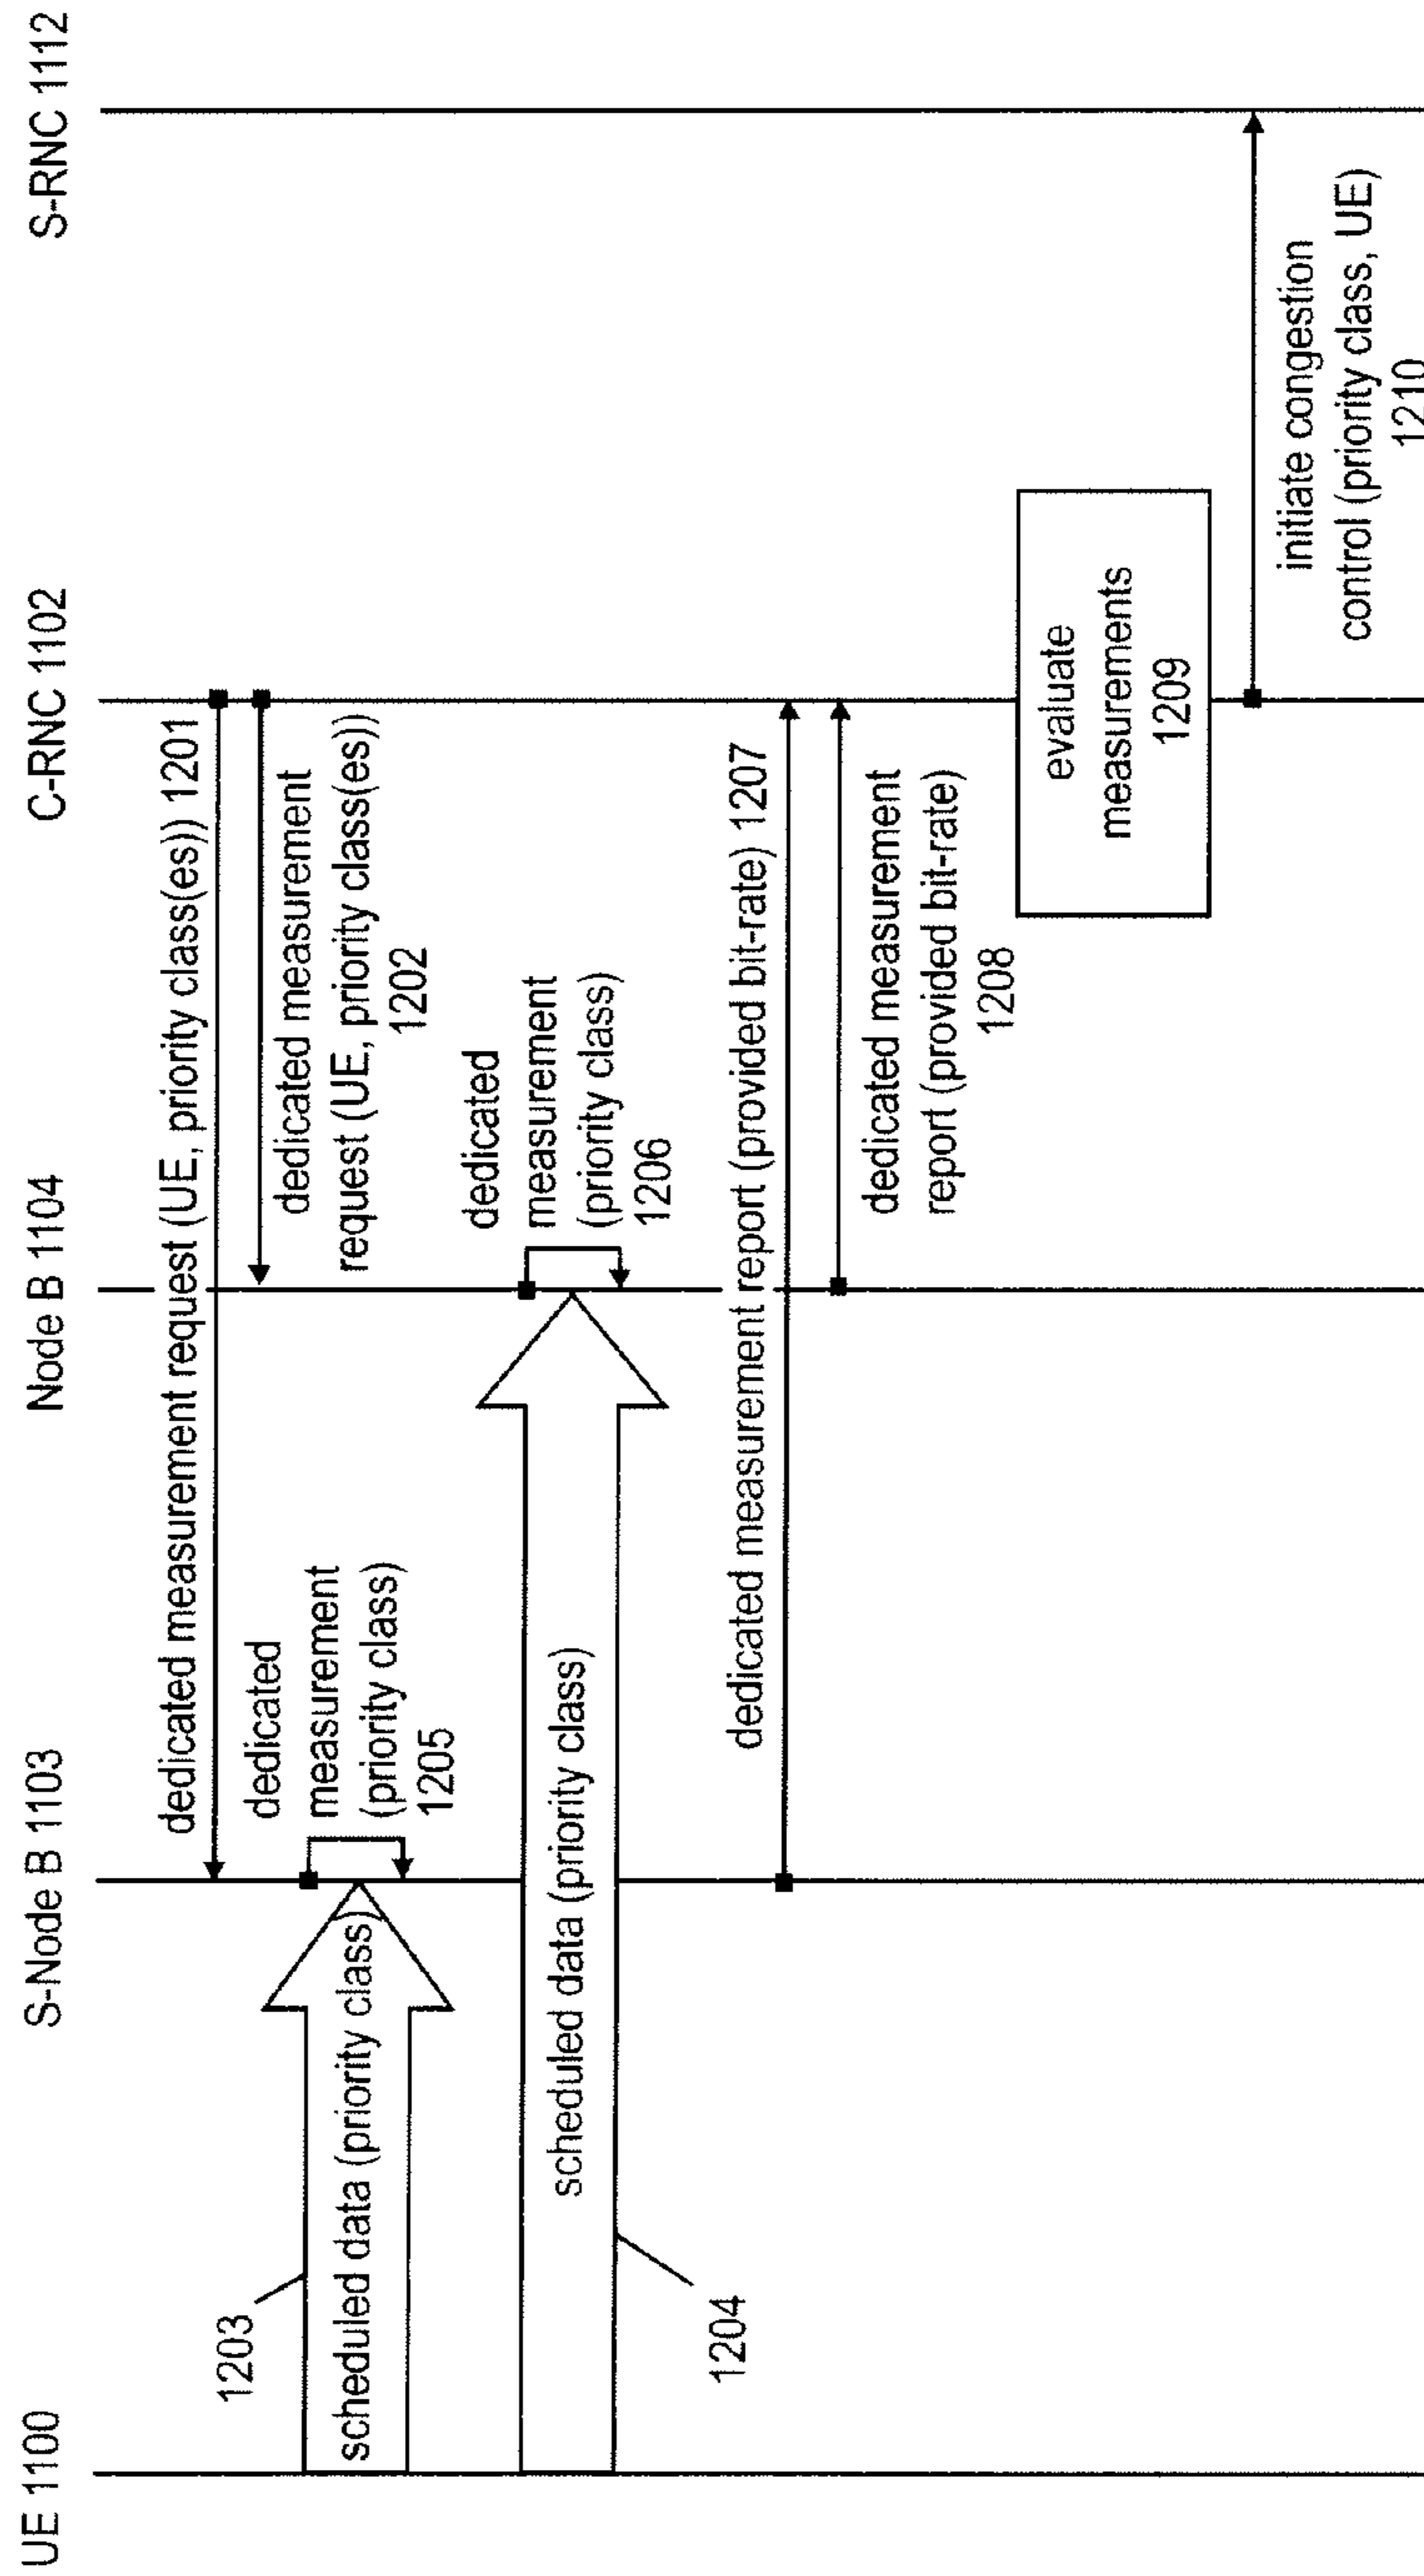 UE 1100
S-Node B 1103
Node B 1104
C-RNC 1102
S-RNC 1112
dedicated measurement request (UE, priority class(es)) 1201
dedicated measurement
request (UE, priority class(es))
1202
1203
scheduled data (priority class)
dedicated
measurement
(priority class)
1205
scheduled data (priority class)
1204
dedicated
measurement
(priority class)
1206
dedicated measurement report (provided bit-rate) 1207
dedicated measurement
report (provided bit-rate)
1208
evaluate
measurements
1209
initiate congestion
control (priority class, UE)
1210